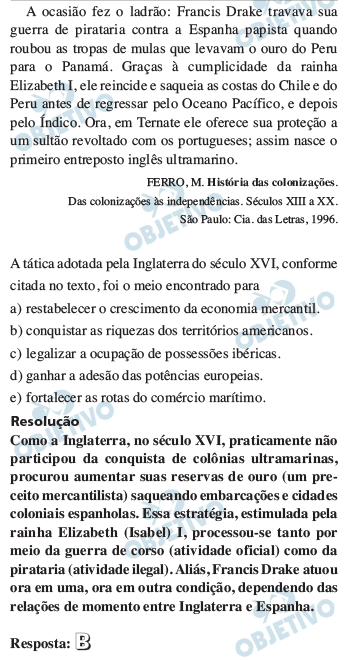 A ocasião fez o ladrão: Francis Drake travava sua
guerra de pirataria contra a Espanha papista quando
roubou as tropas de mulas que levavam o ouro do Peru
para o Panamá. Graças à cumplicidade da rainha
Elizabeth I, ele reincide e saqueia as costas do Chile e do
Peru antes de regressar pelo Oceano Pacífico, e depois
pelo Índico. Ora, em Ternate ele oferece sua proteção a
um sultão revoltado com os portugueses; assim nasce o
primeiro entreposto inglês ultramarino.
FERRO, M. História das colonizações.
Das colonizações às independências. Séculos XIII a XX.
São Paulo: Cia. das Letras, 1996.
A tática adotada pela Inglaterra do século XVI, conforme
citada no texto, foi o meio encontrado para
a) restabelecer o crescimento da economia mercantil.
b) conquistar as riquezas dos territórios americanos.
c) legalizar a ocupação de possessões ibéricas.
d) ganhar a adesão das potências europeias.
e) fortalecer as rotas do comércio marítimo.
Resolução
Como a Inglaterra, no século XVI, praticamente não
participou da conquista de colônias ultramarinas,
procurou aumentar suas reservas de ouro (um pre-
ceito mercantilista) saqueando embarcações e cidades
coloniais espanholas. Essa estratégia, estimulada pela
rainha Elizabeth (Isabel) I, processou-se tanto por
meio da guerra de corso (atividade oficial) como da
pirataria (atividade ilegal). Aliás, Francis Drake atuou
ora em uma, ora em outra condição, dependendo das
relações de momento entre Inglaterra e Espanha.
Resposta: B
OBJETIVO
OBJETIVO
OBJETIVO
OBJETIVO
OBJETIVO
OBJETIVO
OBJETIVO
OBJETIVO